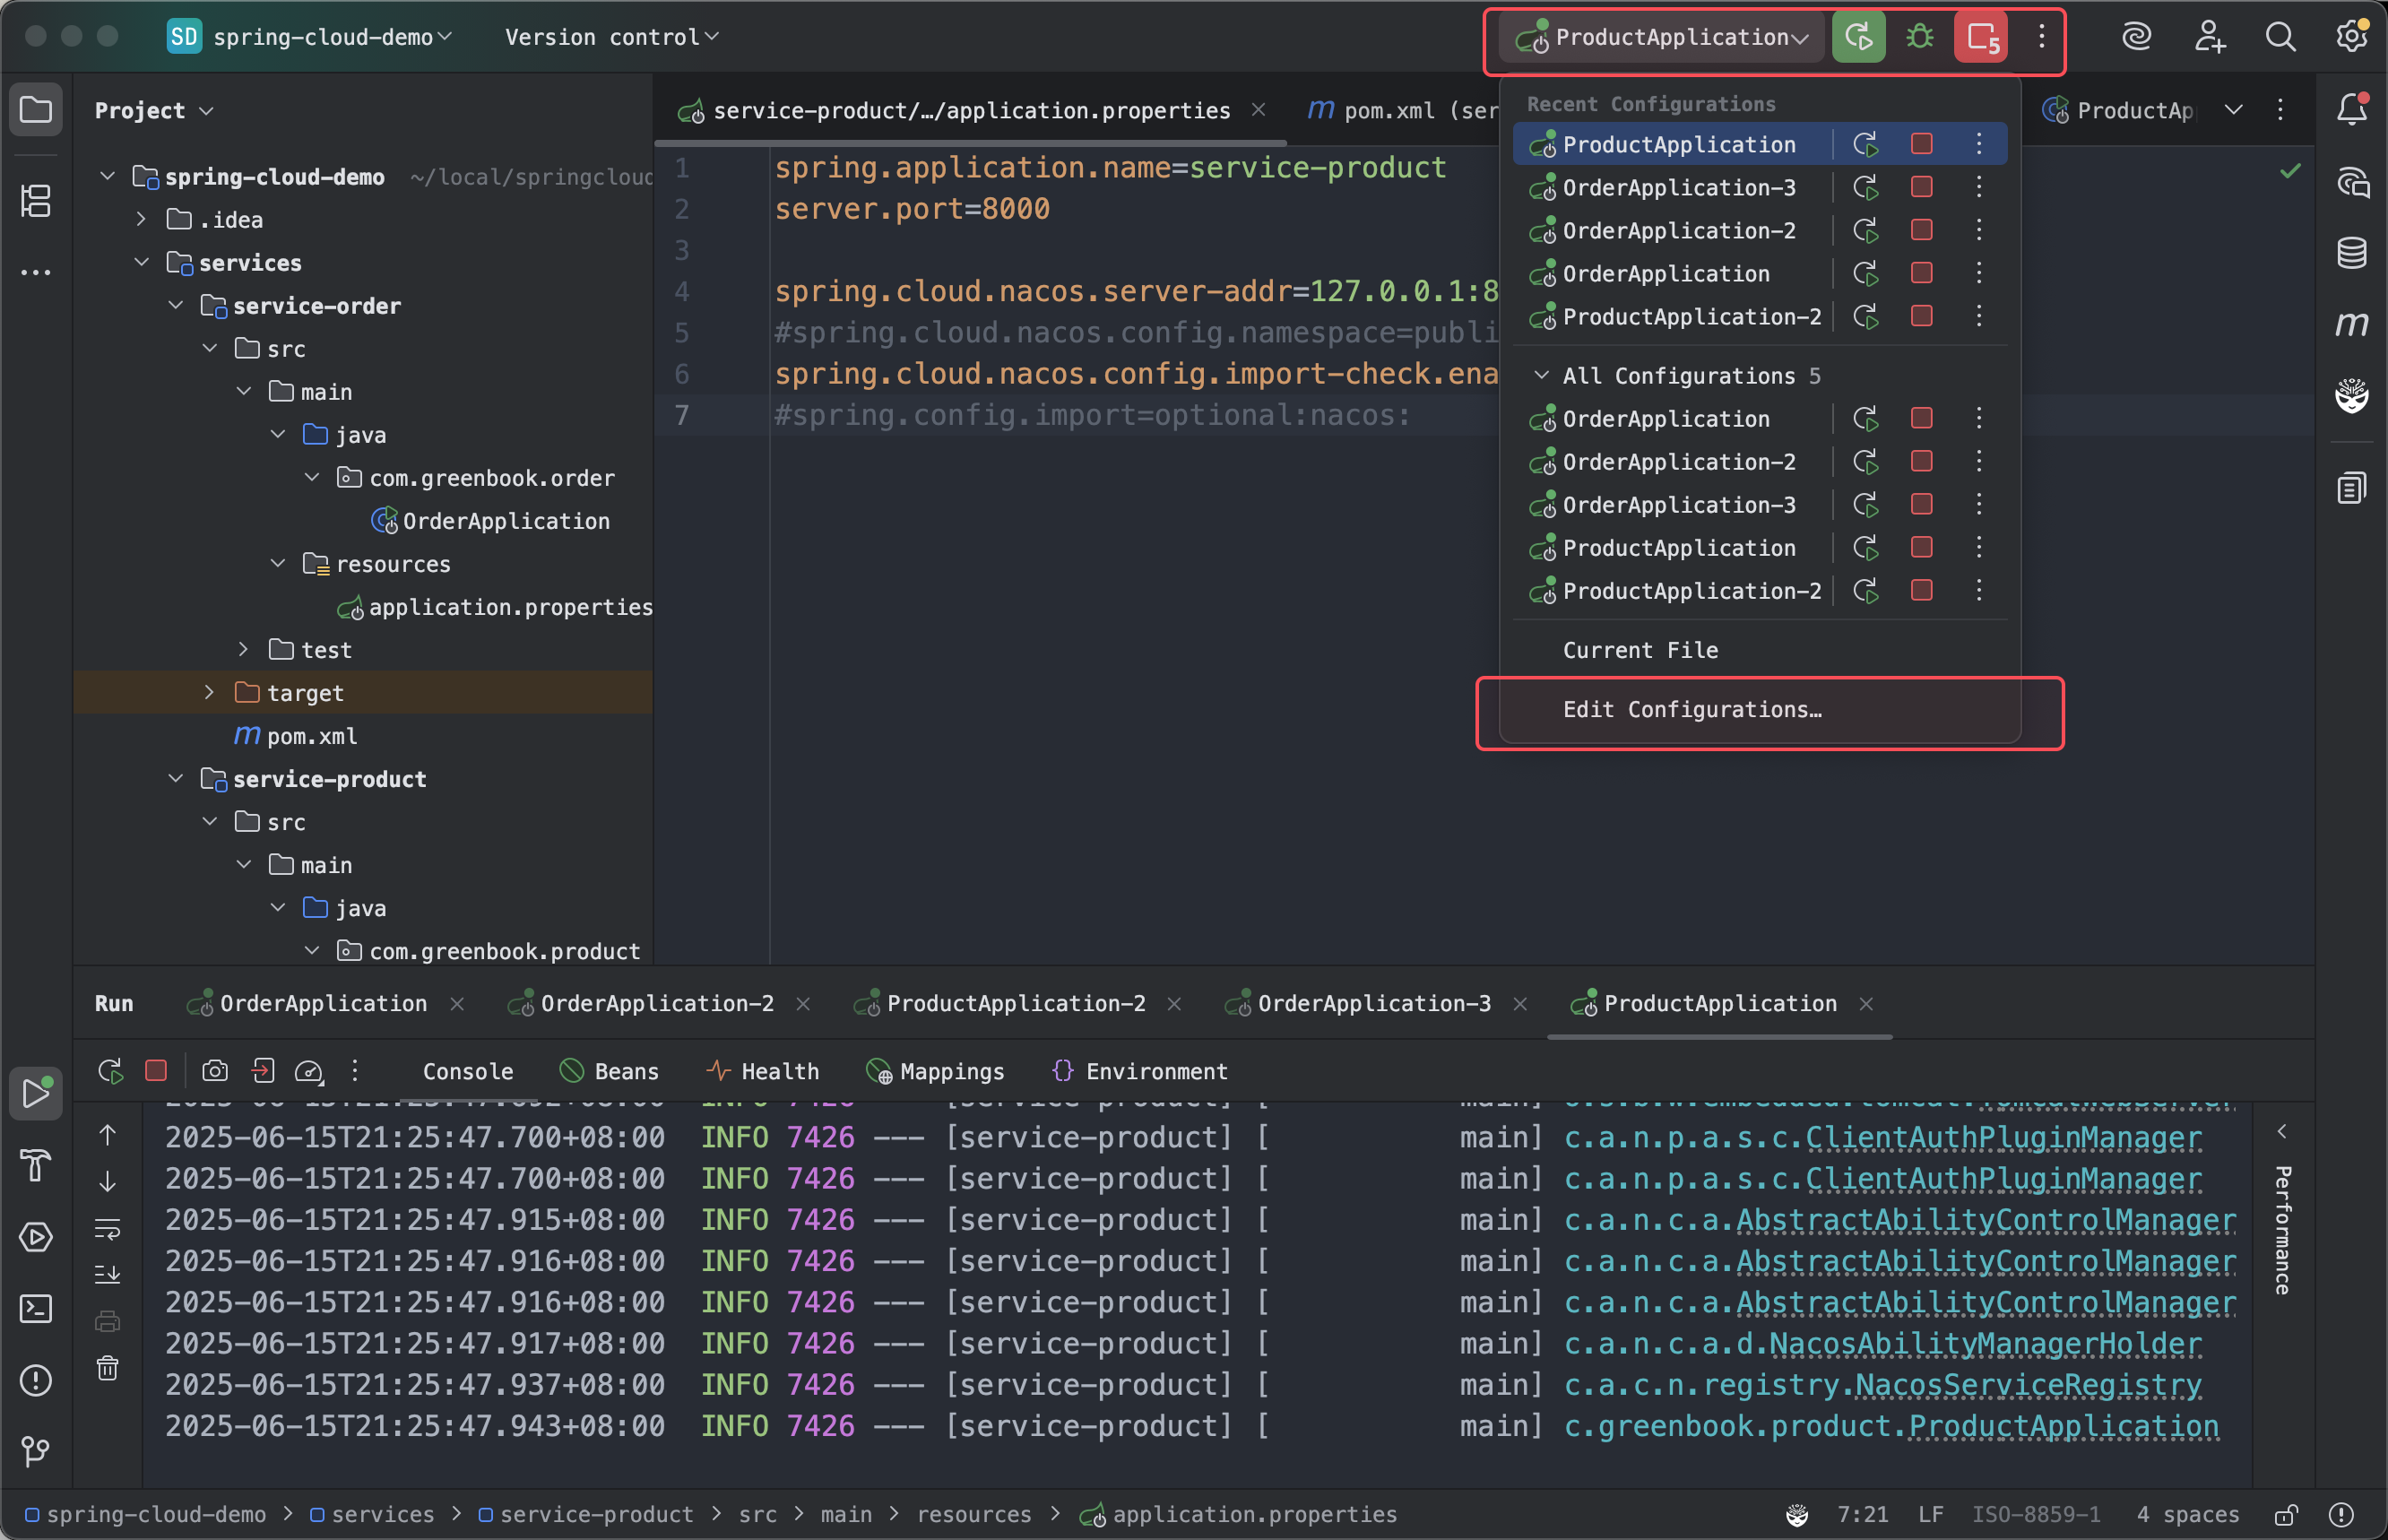 SD spring-cloud-demo Version control ProductApplication 5
Project
spring-cloud-demo ~/local/springcloud
.idea
services
service-order
src
main
java
com.greenbook.order
OrderApplication
resources
application.properties
test
target
m pom.xml
service-product
src
main
java
com.greenbook.product
service-product/…/application.properties m pom.xml (ser ProductAp
1 spring.application.name=service-product
2 server.port=8000
3
4 spring.cloud.nacos.server-addr=127.0.0.1:8
5 #spring.cloud.nacos.config.namespace=publi
6 spring.cloud.nacos.config.import-check.ena
7 #spring.config.import=optional:nacos:
Recent Configurations
ProductApplication
OrderApplication-3
OrderApplication-2
OrderApplication
ProductApplication-2
All Configurations 5
OrderApplication
OrderApplication-2
OrderApplication-3
ProductApplication
ProductApplication-2
Current File
Edit Configurations…
m
Run OrderApplication OrderApplication-2 ProductApplication-2 OrderApplication-3 ProductApplication
Console Beans Health Mappings {} Environment
2025-06-15T21:25:47.700+08:00 INFO 7426 --- [service-product] [ main] c.a.n.p.a.s.c.ClientAuthPluginManager
2025-06-15T21:25:47.700+08:00 INFO 7426 --- [service-product] [ main] c.a.n.p.a.s.c.ClientAuthPluginManager
2025-06-15T21:25:47.915+08:00 INFO 7426 --- [service-product] [ main] c.a.n.c.a.AbstractAbilityControlManager
2025-06-15T21:25:47.916+08:00 INFO 7426 --- [service-product] [ main] c.a.n.c.a.AbstractAbilityControlManager
2025-06-15T21:25:47.916+08:00 INFO 7426 --- [service-product] [ main] c.a.n.c.a.AbstractAbilityControlManager
2025-06-15T21:25:47.917+08:00 INFO 7426 --- [service-product] [ main] c.a.n.c.a.d.NacosAbilityManagerHolder
2025-06-15T21:25:47.937+08:00 INFO 7426 --- [service-product] [ main] c.a.c.n.registry.NacosServiceRegistry
2025-06-15T21:25:47.943+08:00 INFO 7426 --- [service-product] [ main] c.greenbook.product.ProductApplication
Performance
spring-cloud-demo > services > service-product > src > main > resources > application.properties 7:21 LF ISO-8859-1 4 spaces